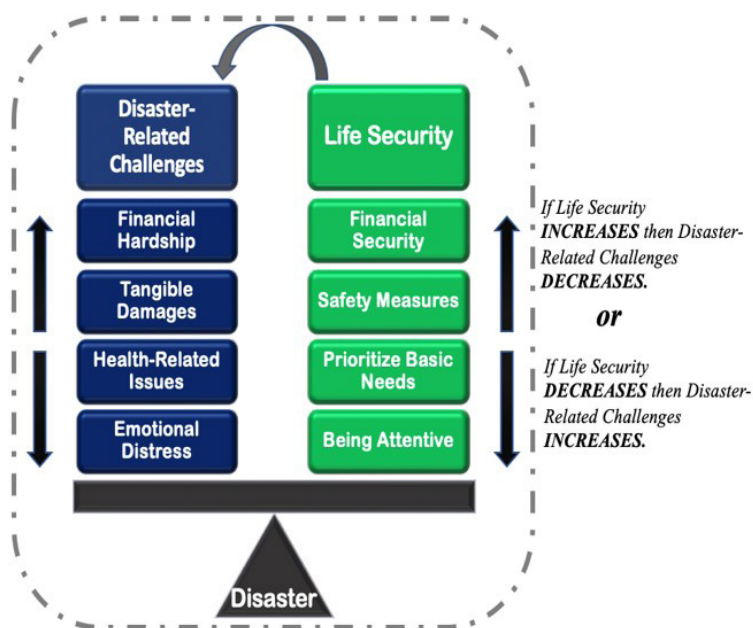 Disaster-
Related
Challenges
Life Security
Financial
Hardship
Financial
Security
Tangible
Damages
Safety Measures
Health-Related
Issues
Prioritize Basic
Needs
Emotional
Distress
Being Attentive
Disaster
If Life Security
INCREASES then Disaster-
Related Challenges
DECREASES.
or
If Life Security
DECREASES then Disaster-
Related Challenges
INCREASES.